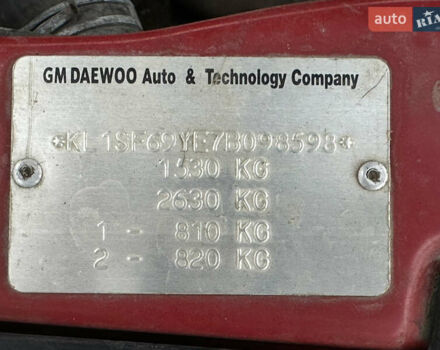 auto RIA
GM DAEWOO Auto & Technology Company
*KL1SF69YE7B098598*
1530 KG
2630 KG
1 - 810 KG
2 - 820 KG